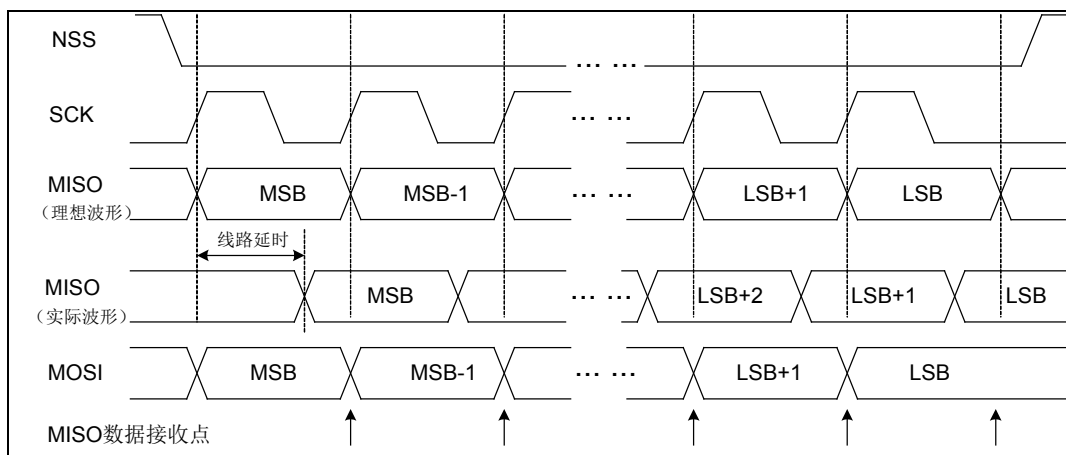 NSS
... ...
SCK
... ...
MISO
(理想波形)
MSB
MSB-1
... ...
LSB+1
LSB
线路延时
MISO
(实际波形)
MSB
... ...
LSB+2
LSB+1
LSB
MOSI
MSB
MSB-1
... ...
LSB+1
LSB
MISO数据接收点